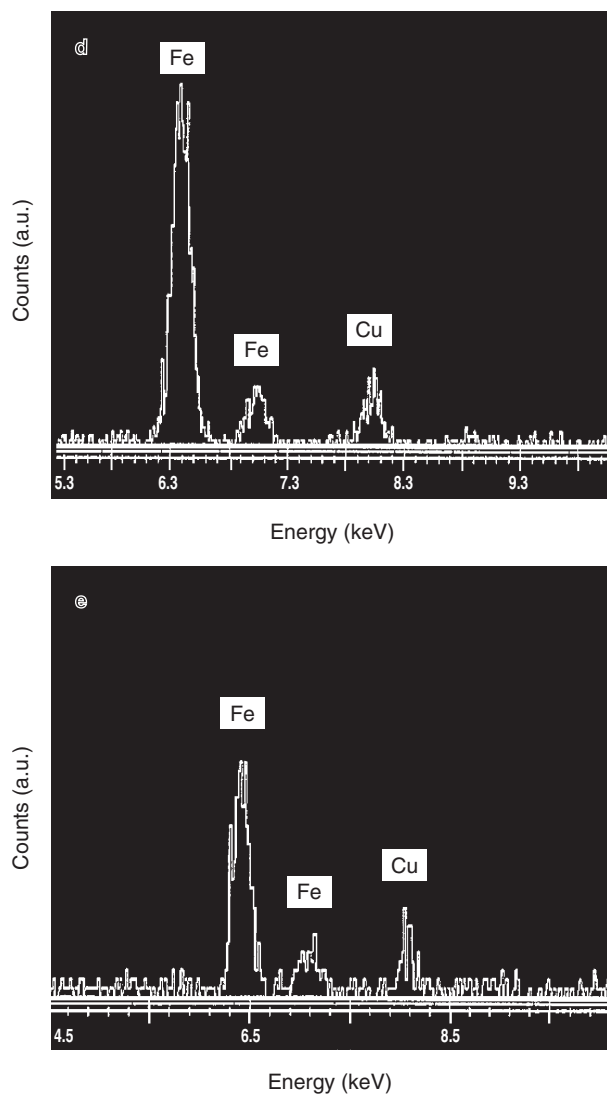 d
Fe
Fe
Cu
Counts (a.u.)
5.3 6.3 7.3 8.3 9.3
Energy (keV)
e
Fe
Fe
Cu
Counts (a.u.)
4.5 6.5 8.5
Energy (keV)